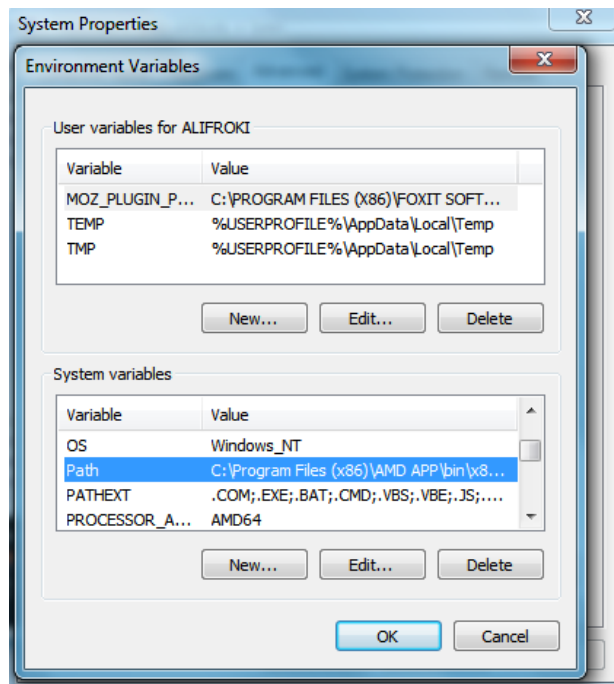 System Properties
Environment Variables
User variables for ALIFROKI
Variable Value
MOZ_PLUGIN_P... C:\PROGRAM FILES (X86)\FOXIT SOFT...
TEMP %USERPROFILE%\AppData\Local\Temp
TMP %USERPROFILE%\AppData\Local\Temp
New... Edit... Delete
System variables
Variable Value
OS Windows_NT
Path C:\Program Files (x86)\AMD APP\bin\x8...
PATHEXT .COM;.EXE;.BAT;.CMD;.VBS;.VBE;.JS;....
PROCESSOR_A... AMD64
New... Edit... Delete
OK Cancel